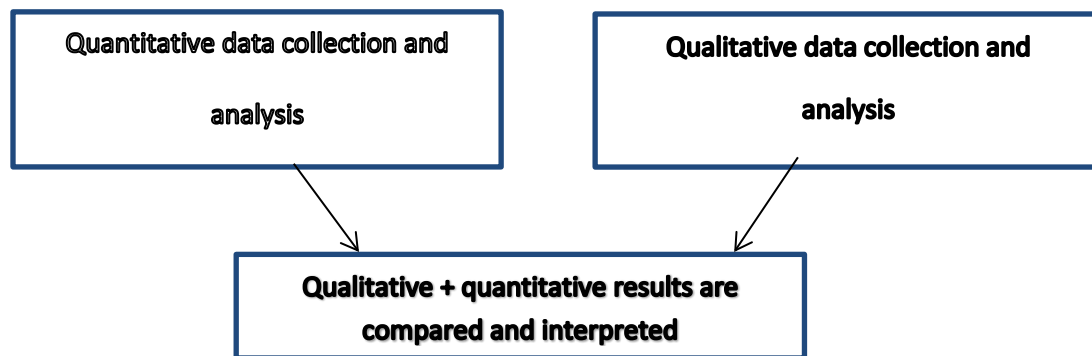 Quantitative data collection and
analysis
Qualitative data collection and
analysis
Qualitative + quantitative results are
compared and interpreted